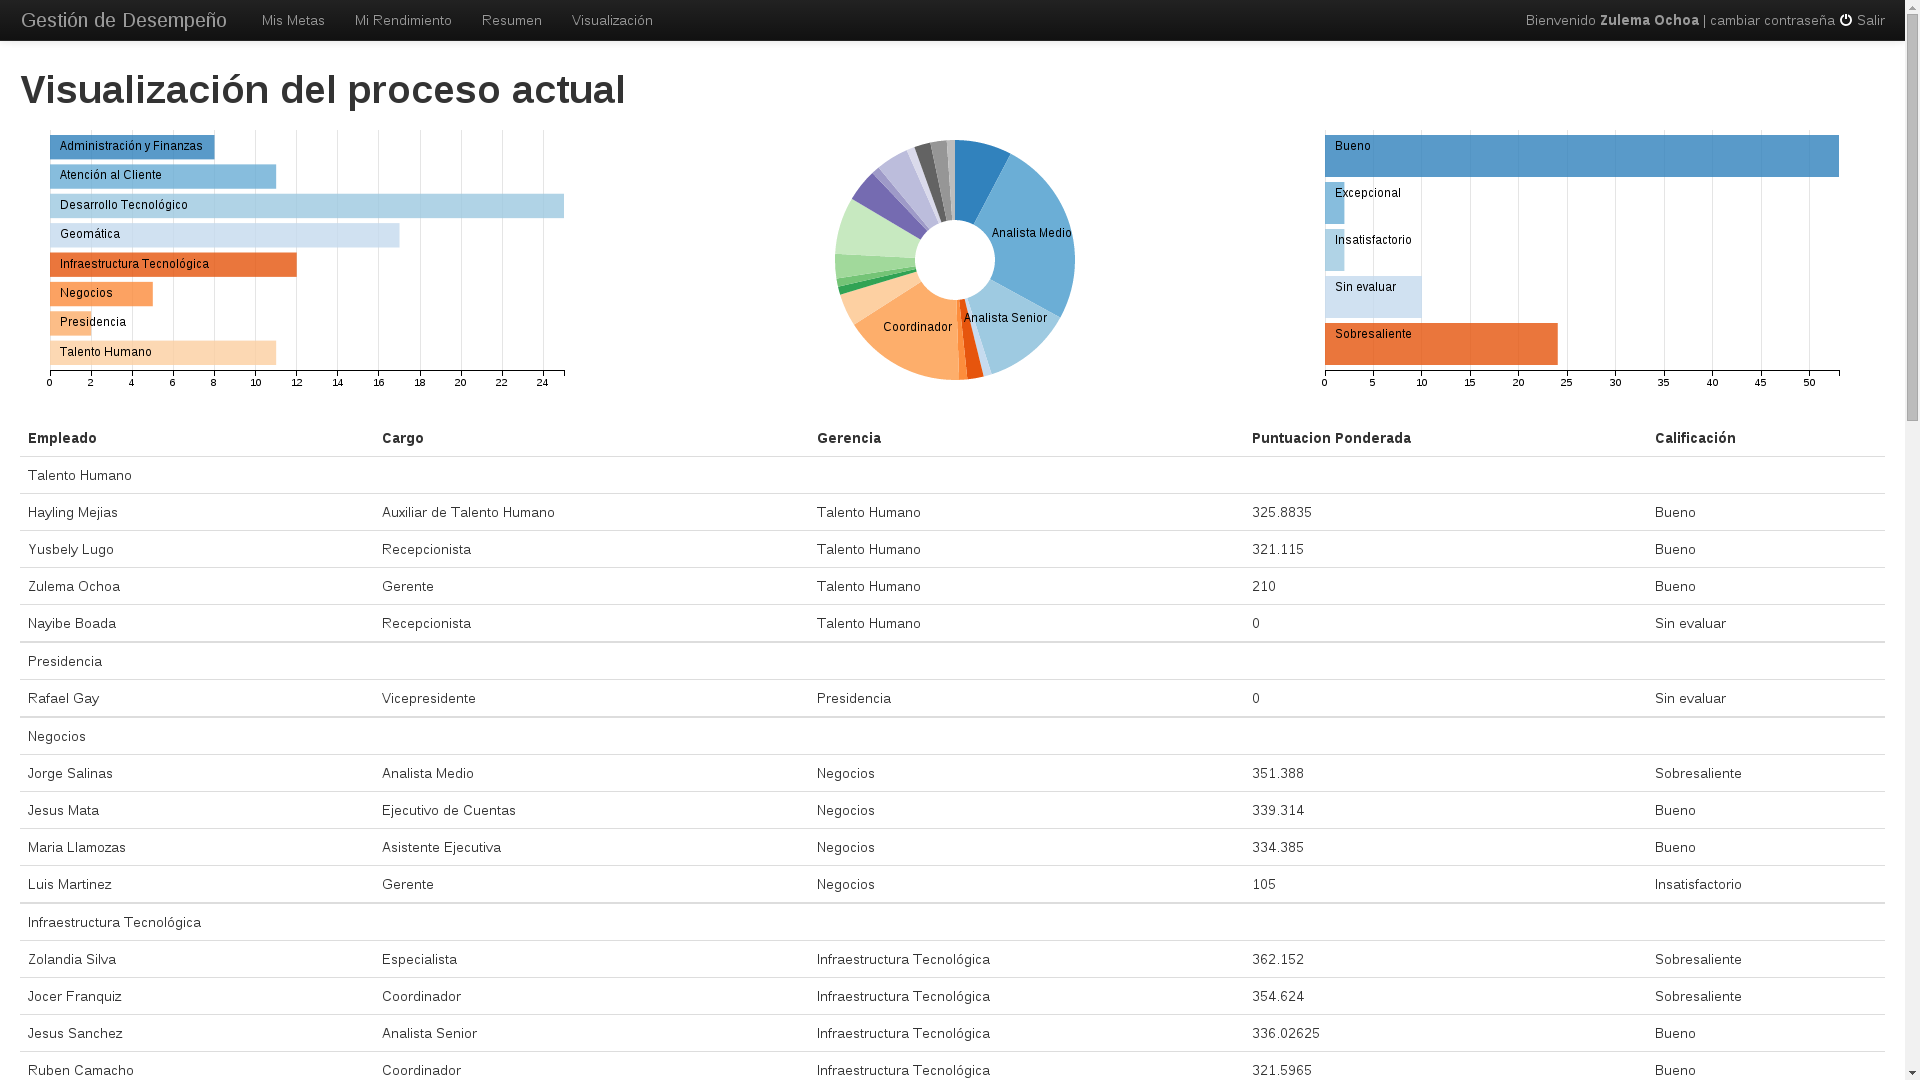 Gestión de Desempeño Mis Metas Mi Rendimiento Resumen Visualización Bienvenido Zulema Ochoa | cambiar contraseña Salir
Visualización del proceso actual
Administración y Finanzas
Atención al Cliente
Desarrollo Tecnológico
Geomática
Infraestructura Tecnológica
Negocios
Presidencia
Talento Humano
0 2 4 6 8 10 12 14 16 18 20 22 24
Analista Medio
Analista Senior
Coordinador
Bueno
Excepcional
Insatisfactorio
Sin evaluar
Sobresaliente
0 5 10 15 20 25 30 35 40 45 50
Empleado Cargo Gerencia Puntuacion Ponderada Calificación
Talento Humano
Hayling Mejias Auxiliar de Talento Humano Talento Humano 325.8835 Bueno
Yusbely Lugo Recepcionista Talento Humano 321.115 Bueno
Zulema Ochoa Gerente Talento Humano 210 Bueno
Nayibe Boada Recepcionista Talento Humano 0 Sin evaluar
Presidencia
Rafael Gay Vicepresidente Presidencia 0 Sin evaluar
Negocios
Jorge Salinas Analista Medio Negocios 351.388 Sobresaliente
Jesus Mata Ejecutivo de Cuentas Negocios 339.314 Bueno
Maria Llamozas Asistente Ejecutiva Negocios 334.385 Bueno
Luis Martinez Gerente Negocios 105 Insatisfactorio
Infraestructura Tecnológica
Zolandia Silva Especialista Infraestructura Tecnológica 362.152 Sobresaliente
Jocer Franquiz Coordinador Infraestructura Tecnológica 354.624 Sobresaliente
Jesus Sanchez Analista Senior Infraestructura Tecnológica 336.02625 Bueno
Ruben Camacho Coordinador Infraestructura Tecnológica 321.5965 Bueno